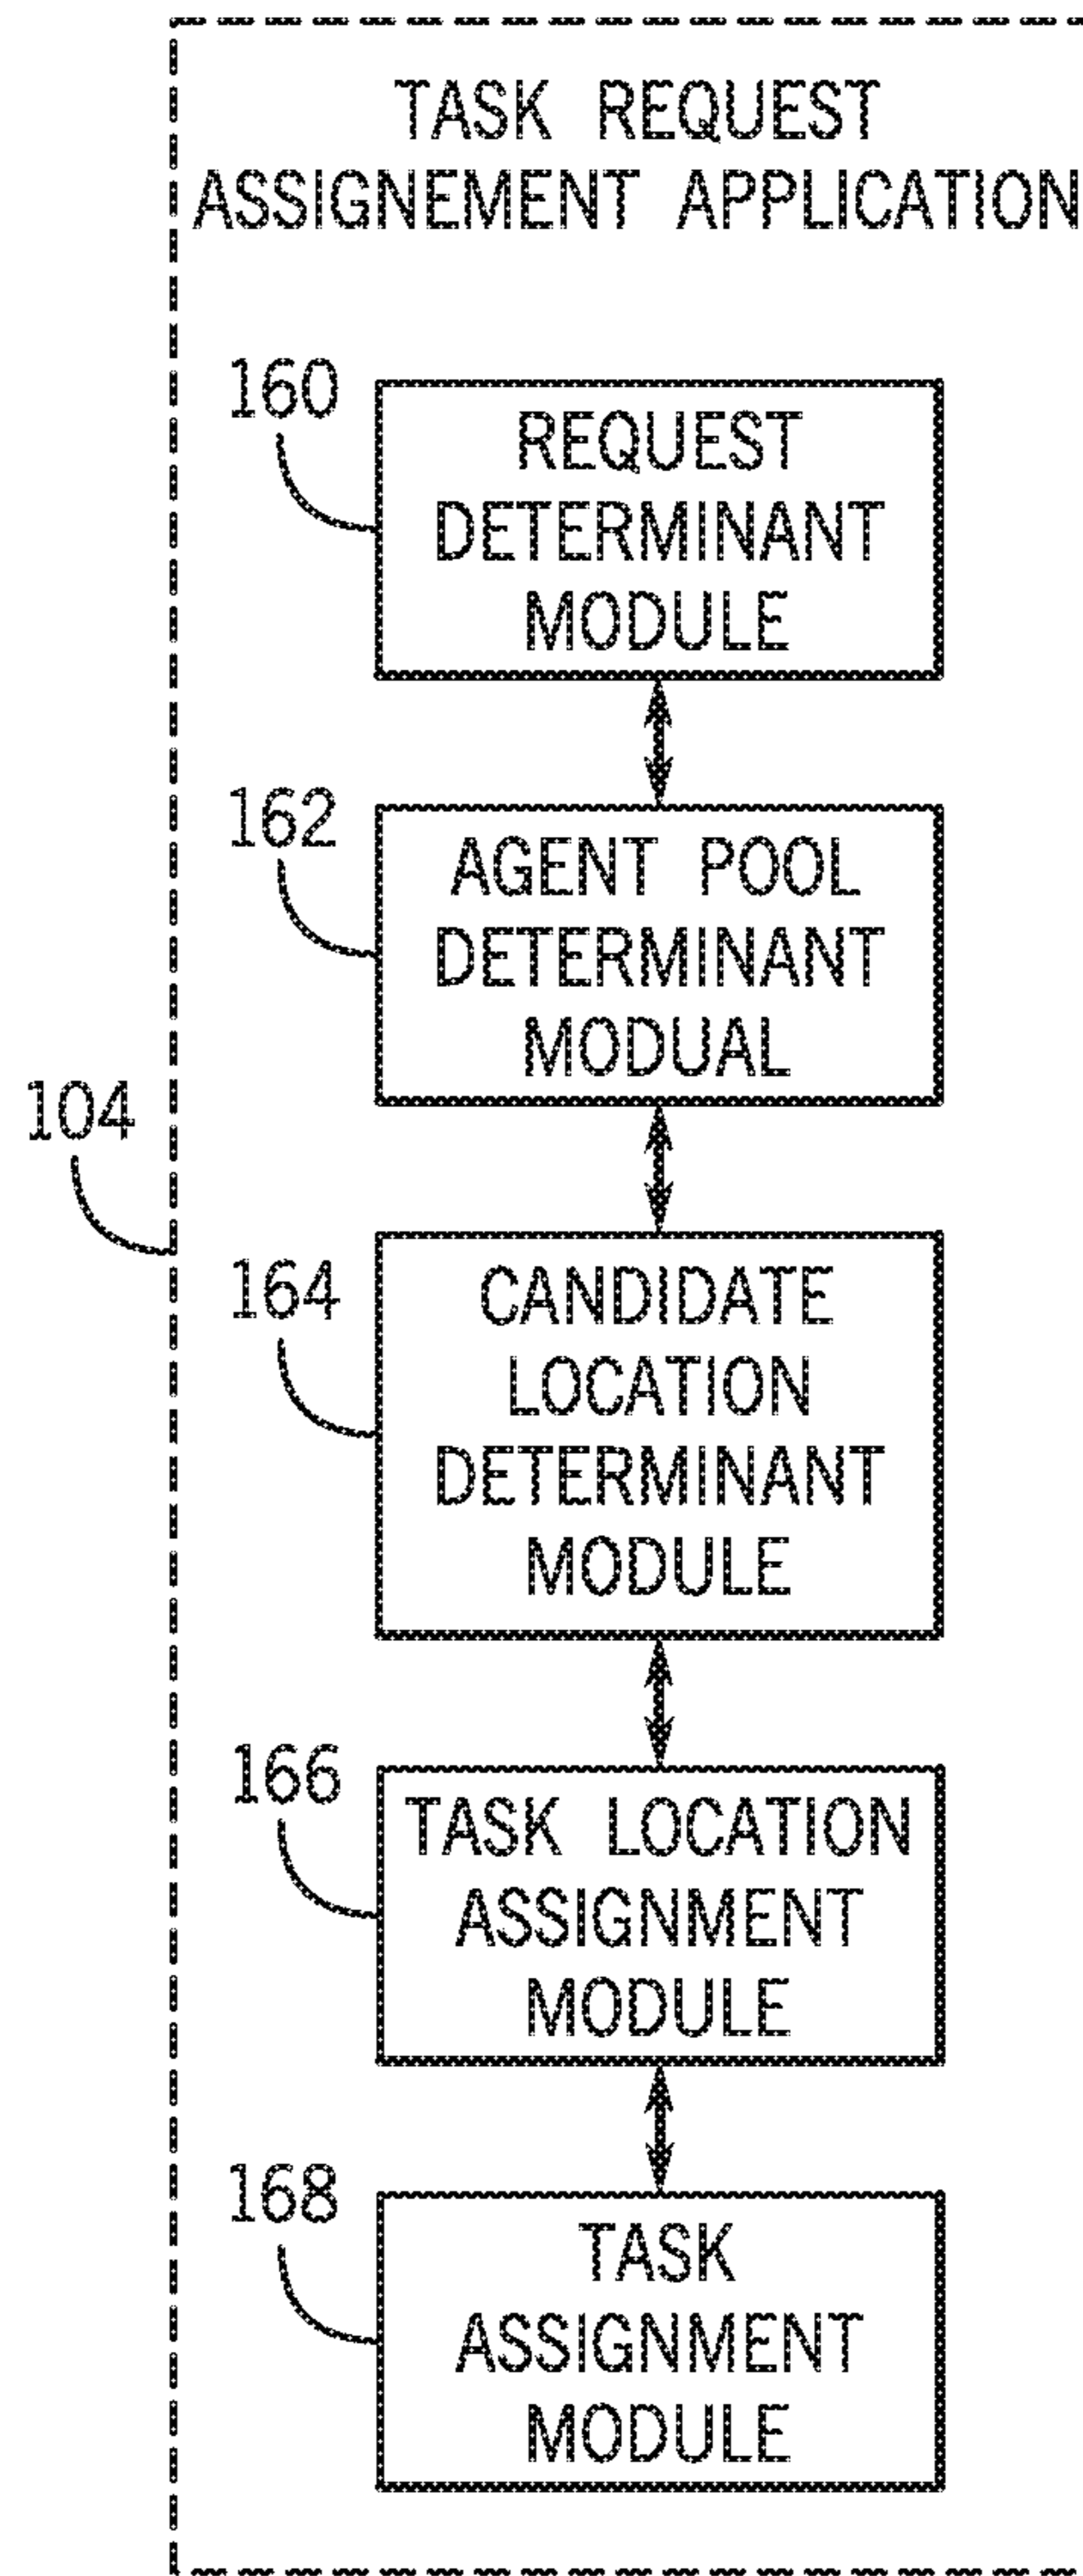 TASK REQUEST
ASSIGNEMENT APPLICATION
160
REQUEST
DETERMINANT
MODULE
162
AGENT POOL
DETERMINANT
MODUAL
104
164
CANDIDATE
LOCATION
DETERMINANT
MODULE
166
TASK LOCATION
ASSIGNMENT
MODULE
168
TASK
ASSIGNMENT
MODULE